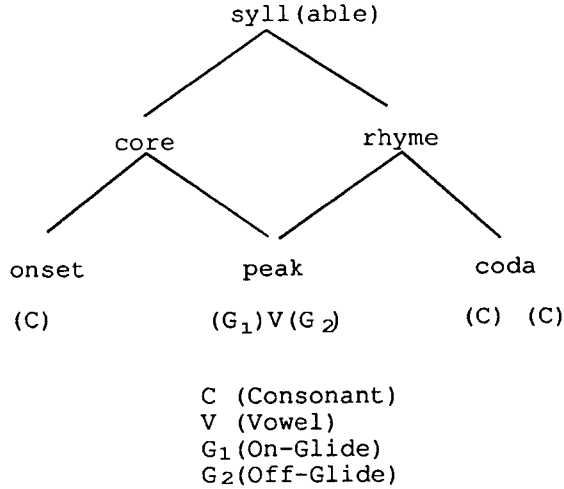 syll(able)
core rhyme
onset peak coda
(C) (G₁)V(G₂) (C) (C)
C (Consonant)
V (Vowel)
G₁(On-Glide)
G₂(Off-Glide)